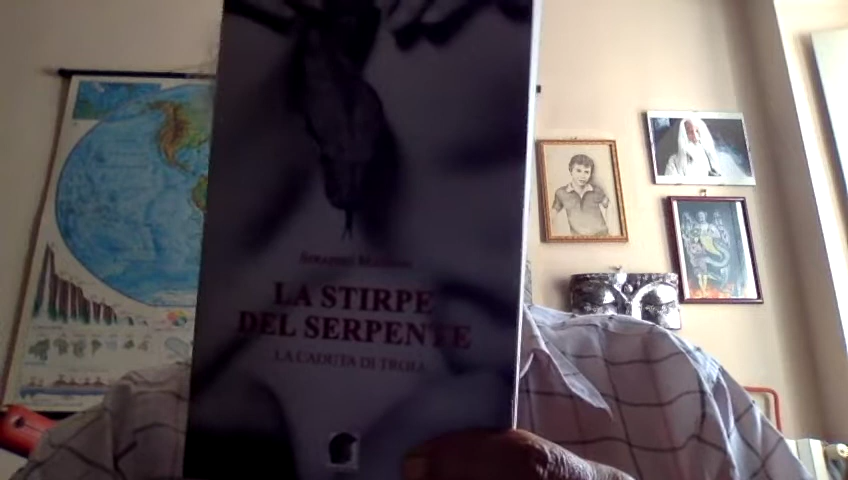 LA STIRPE
DEL SERPENTE
LA CADUTA DI TROIA